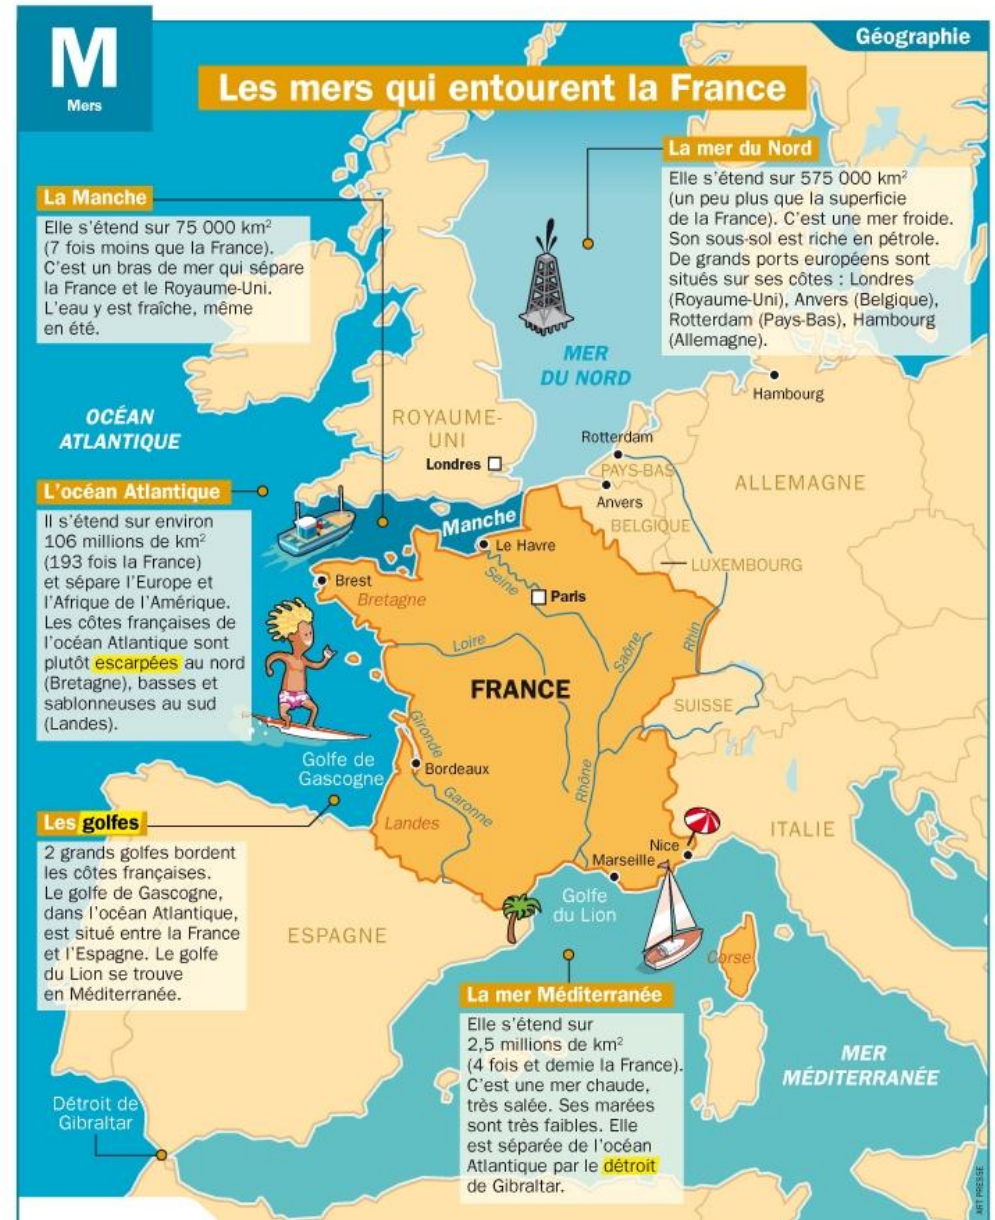 M
Mers
Géographie
Les mers qui entourent la France
La mer du Nord
Elle s'étend sur 575 000 km²
(un peu plus que la superficie
de la France). C'est une mer froide.
Son sous-sol est riche en pétrole.
De grands ports européens sont
situés sur ses côtes : Londres
(Royaume-Uni), Anvers (Belgique),
Rotterdam (Pays-Bas), Hambourg
(Allemagne).
La Manche
Elle s'étend sur 75 000 km²
(7 fois moins que la France).
C'est un bras de mer qui sépare
la France et le Royaume-Uni.
L'eau y est fraîche, même
en été.
MER
DU NORD
Hambourg
OCÉAN
ATLANTIQUE
ROYAUME-
UNI
Londres
Rotterdam
PAYS-BAS
Anvers
BELGIQUE
ALLEMAGNE
LUXEMBOURG
L'océan Atlantique
Il s'étend sur environ
106 millions de km²
(193 fois la France)
et sépare l'Europe et
l'Afrique de l'Amérique.
Les côtes françaises de
l'océan Atlantique sont
plutôt escarpées au nord
(Bretagne), basses et
sablonneuses au sud
(Landes).
Manche
Le Havre
Brest
Bretagne
Seine
Paris
Loire
Saône
Rhin
FRANCE
SUISSE
Golfe de
Gascogne
Gironde
Bordeaux
Garonne
Rhône
Landes
Nice
Marseille
ITALIE
Les golfes
2 grands golfes bordent
les côtes françaises.
Le golfe de Gascogne,
dans l'océan Atlantique,
est situé entre la France
et l'Espagne. Le golfe
du Lion se trouve
en Méditerranée.
ESPAGNE
Golfe
du Lion
Corse
La mer Méditerranée
Elle s'étend sur
2,5 millions de km²
(4 fois et demie la France).
C'est une mer chaude,
très salée. Ses marées
sont très faibles. Elle
est séparée de l'océan
Atlantique par le détroit
de Gibraltar.
MER
MÉDITERRANÉE
Détroit de
Gibraltar
ART PRESSE